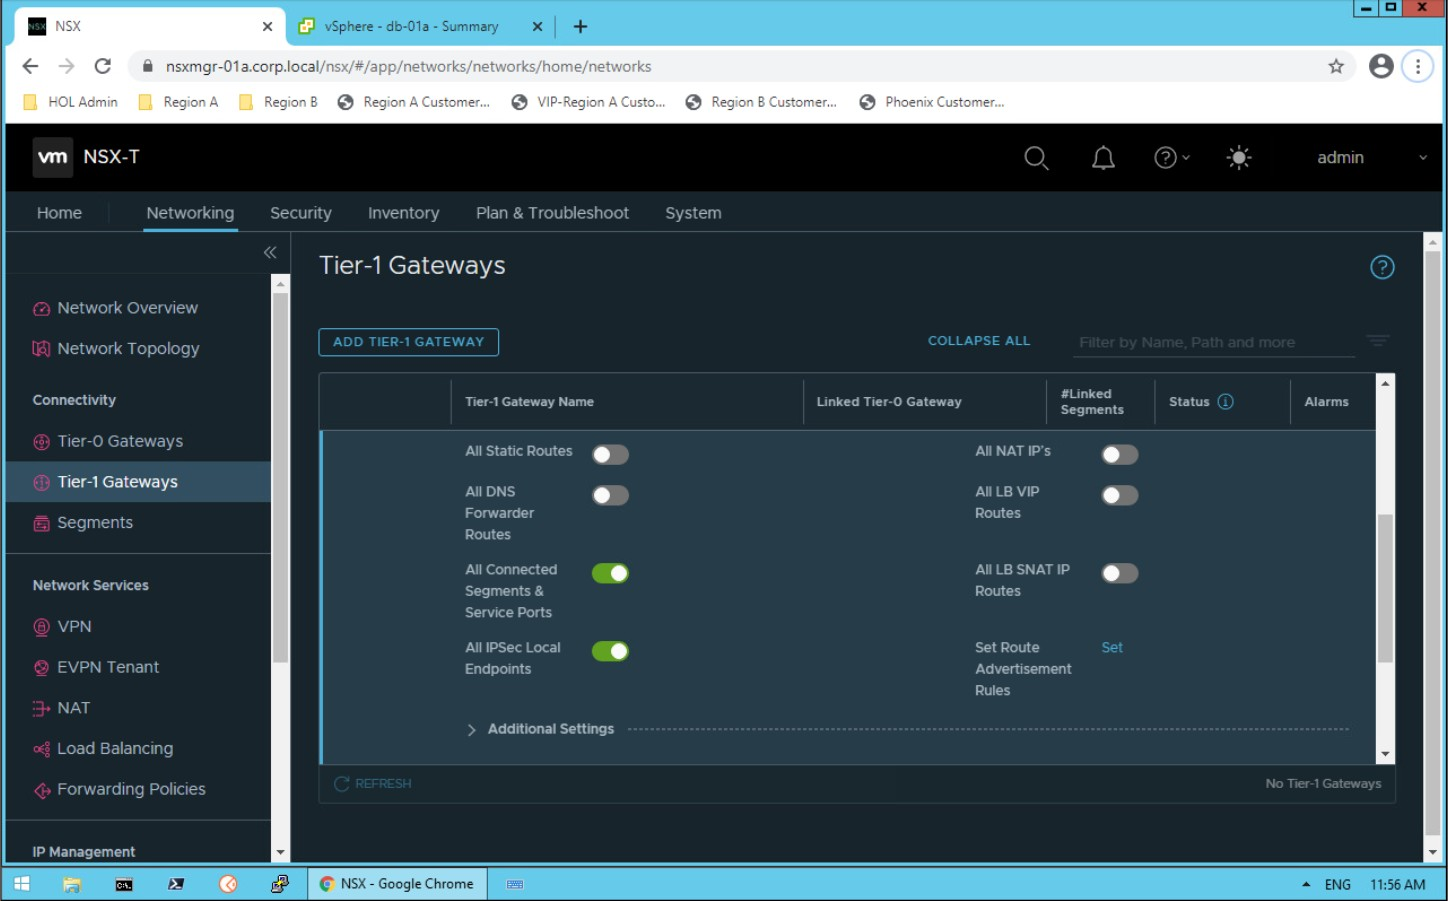 NSX NSX
vSphere - db-01a - Summary
nsxmgr-01a.corp.local/nsx/#/app/networks/networks/home/networks
HOL Admin
Region A
Region B
Region A Customer...
VIP-Region A Custo...
Region B Customer...
Phoenix Customer...
vm NSX-T
admin
Home
Networking
Security
Inventory
Plan & Troubleshoot
System
Network Overview
Network Topology
Connectivity
Tier-0 Gateways
Tier-1 Gateways
Segments
Network Services
VPN
EVPN Tenant
NAT
Load Balancing
Forwarding Policies
IP Management
Tier-1 Gateways
ADD TIER-1 GATEWAY
COLLAPSE ALL
Filter by Name, Path and more
Tier-1 Gateway Name
Linked Tier-0 Gateway
#Linked
Segments
Status
Alarms
All Static Routes
All NAT IP's
All DNS
Forwarder
Routes
All LB VIP
Routes
All Connected
Segments &
Service Ports
All LB SNAT IP
Routes
All IPSec Local
Endpoints
Set Route
Advertisement
Rules
Set
Additional Settings
REFRESH
No Tier-1 Gateways
NSX - Google Chrome
ENG
11:56 AM